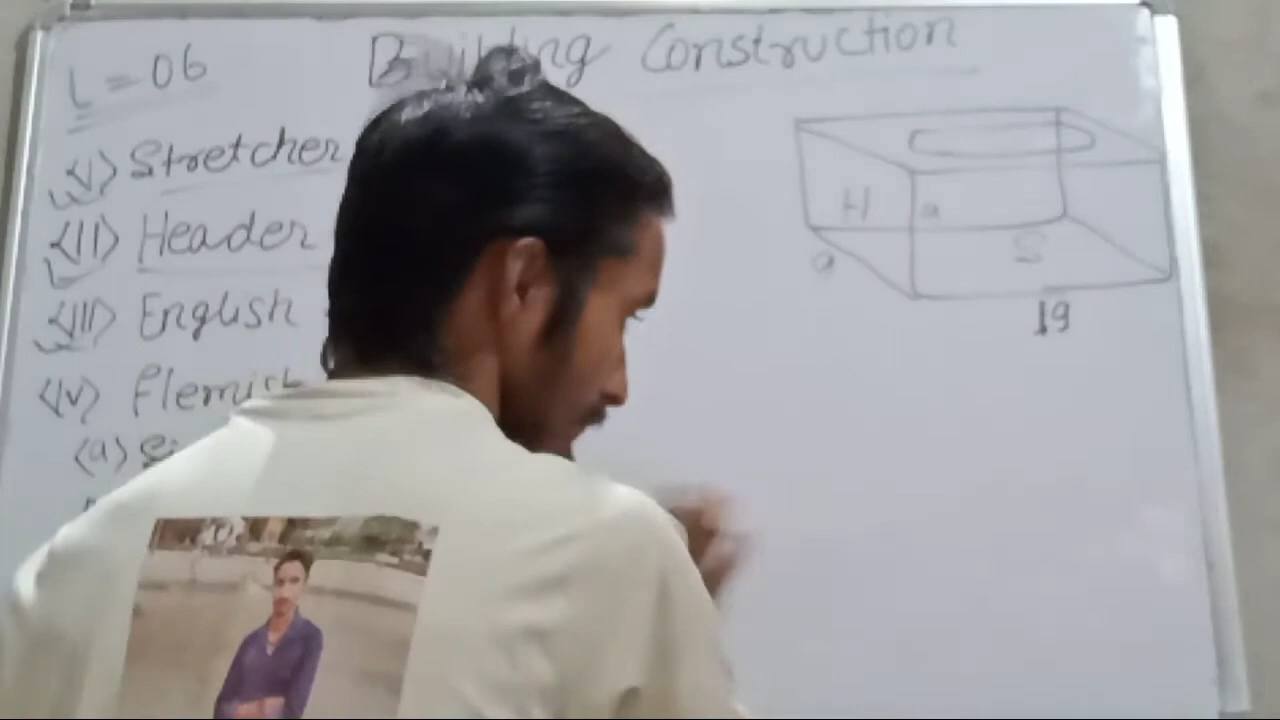 L = 06
Building Construction
(I) Stretcher
(II) Header
(III) English
(IV) Flemish
(a)
H
a
S
a
19